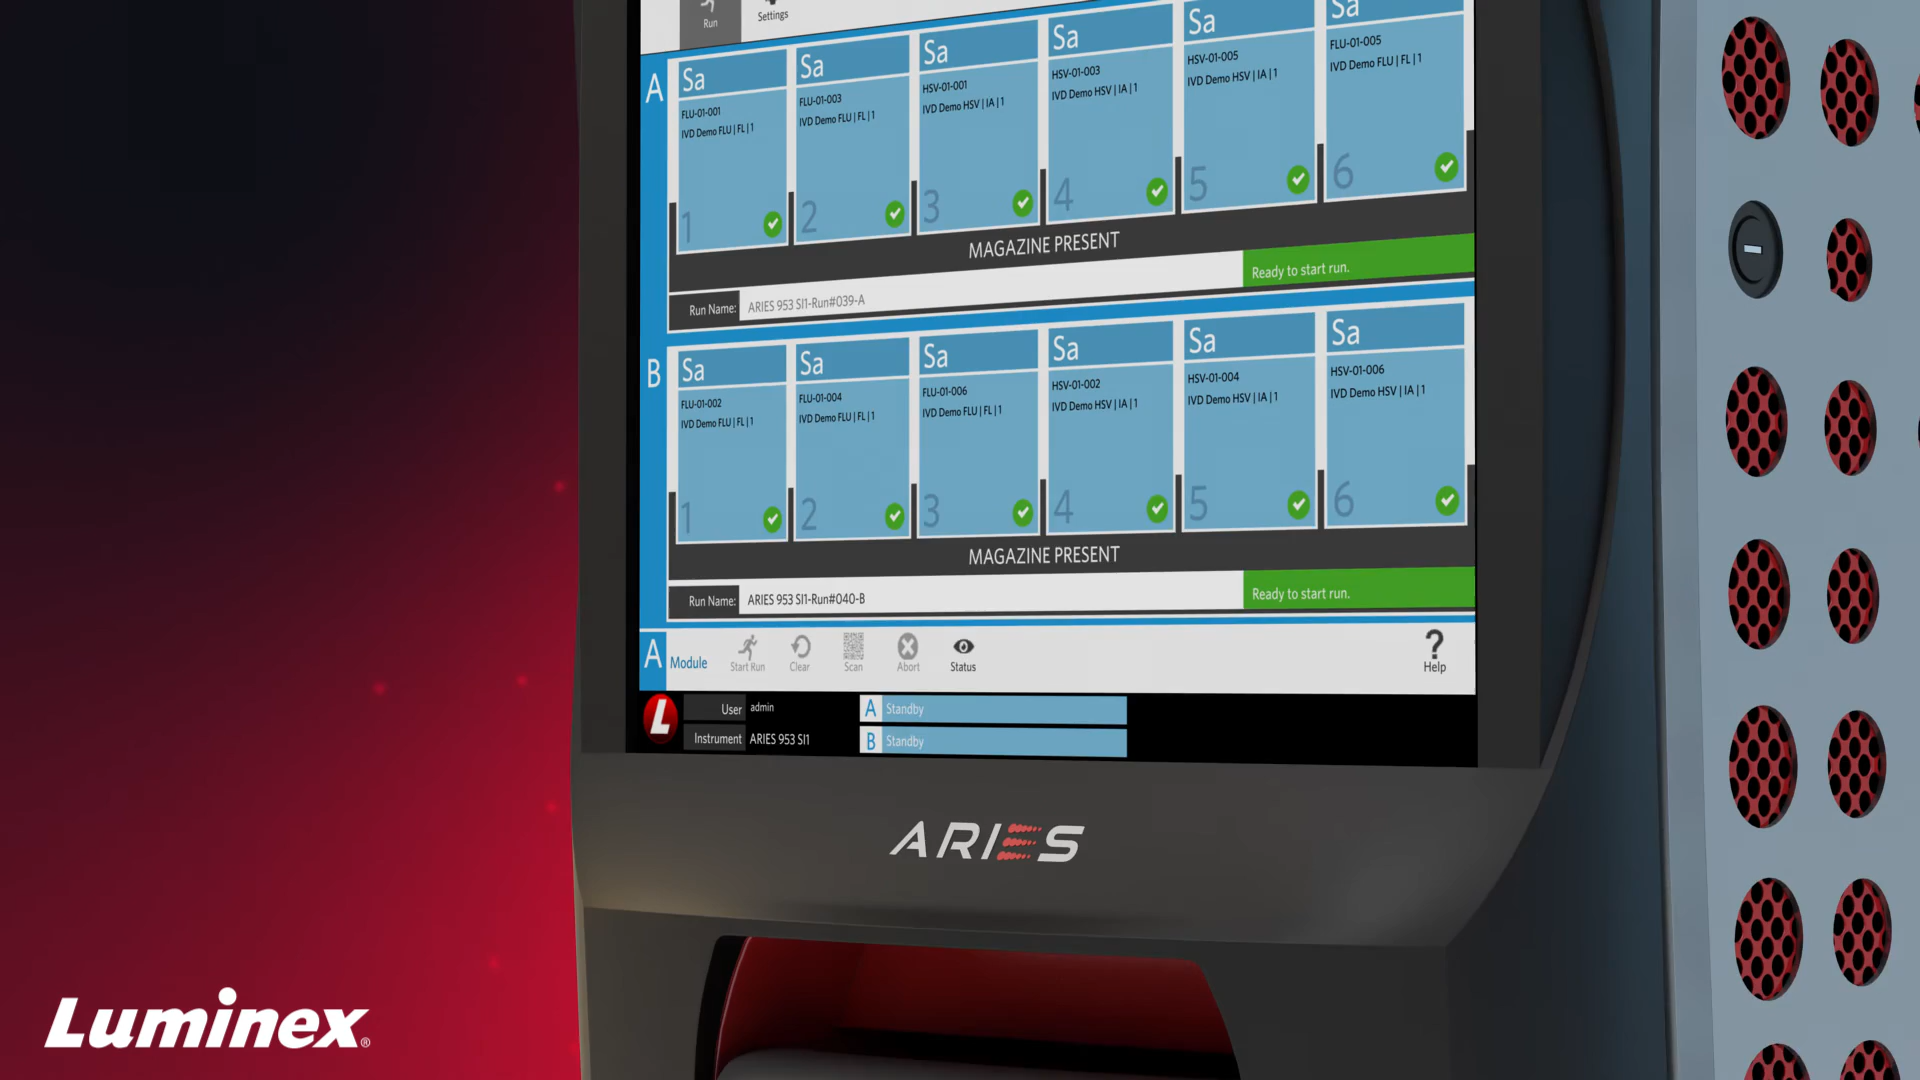 Run
Settings
A
Sa
FLU-01-001
IVD Demo FLU | FL | 1
1
Sa
FLU-01-003
IVD Demo FLU | FL | 1
2
Sa
HSV-01-001
IVD Demo HSV | IA | 1
3
Sa
HSV-01-003
IVD Demo HSV | IA | 1
4
Sa
HSV-01-005
IVD Demo HSV | IA | 1
5
Sa
FLU-01-005
IVD Demo FLU | FL | 1
6
MAGAZINE PRESENT
Run Name: ARIES 953 SI1-Run#039-A
Ready to start run.
B
Sa
FLU-01-002
IVD Demo FLU | FL | 1
1
Sa
FLU-01-004
IVD Demo FLU | FL | 1
2
Sa
FLU-01-006
IVD Demo FLU | FL | 1
3
Sa
HSV-01-002
IVD Demo HSV | IA | 1
4
Sa
HSV-01-004
IVD Demo HSV | IA | 1
5
Sa
HSV-01-006
IVD Demo HSV | IA | 1
6
MAGAZINE PRESENT
Run Name: ARIES 953 SI1-Run#040-B
Ready to start run.
A Module
Start Run
Clear
Scan
Abort
Status
? Help
L
User admin
A Standby
Instrument ARIES 953 SI1
B Standby
ARIES
Luminex®